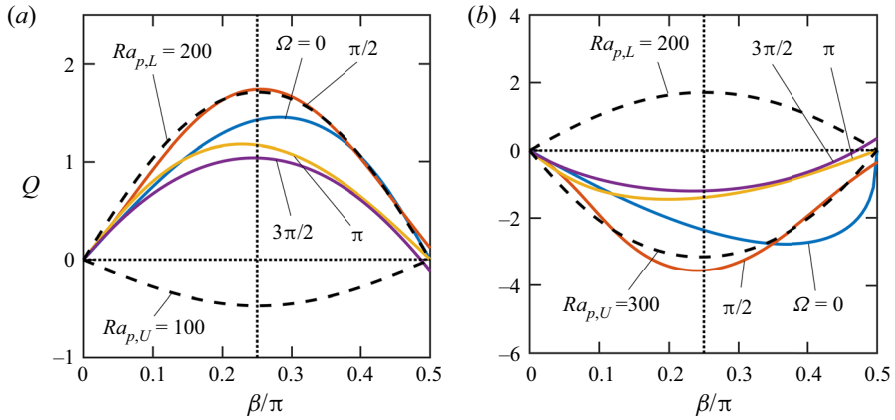 (a)
Ra_{p,L} = 200
Ω = 0
π/2
2
1
0
−1
Q
3π/2
π
Ra_{p,U} = 100
0
0.1
0.2
0.3
0.4
0.5
β/π
(b)
4
2
0
−2
−4
−6
Ra_{p,L} = 200
3π/2
π
Ra_{p,U} = 300
π/2
Ω = 0
0
0.1
0.2
0.3
0.4
0.5
β/π